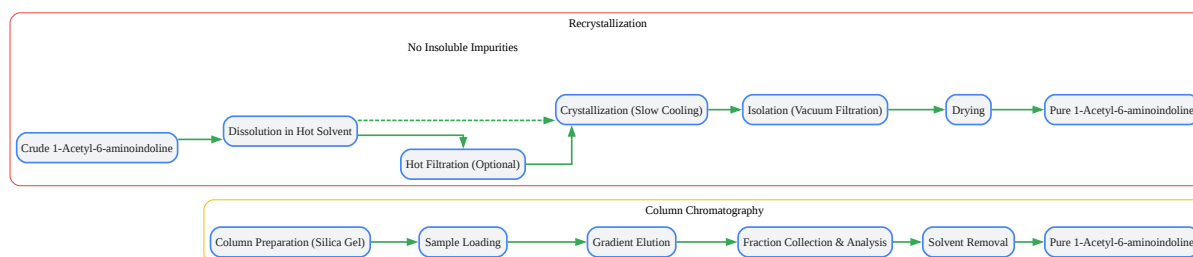 Recrystallization
No Insoluble Impurities
Crude 1-Acetyl-6-aminoindoline
Dissolution in Hot Solvent
Hot Filtration (Optional)
Crystallization (Slow Cooling)
Isolation (Vacuum Filtration)
Drying
Pure 1-Acetyl-6-aminoindoline
Column Chromatography
Column Preparation (Silica Gel)
Sample Loading
Gradient Elution
Fraction Collection & Analysis
Solvent Removal
Pure 1-Acetyl-6-aminoindoline